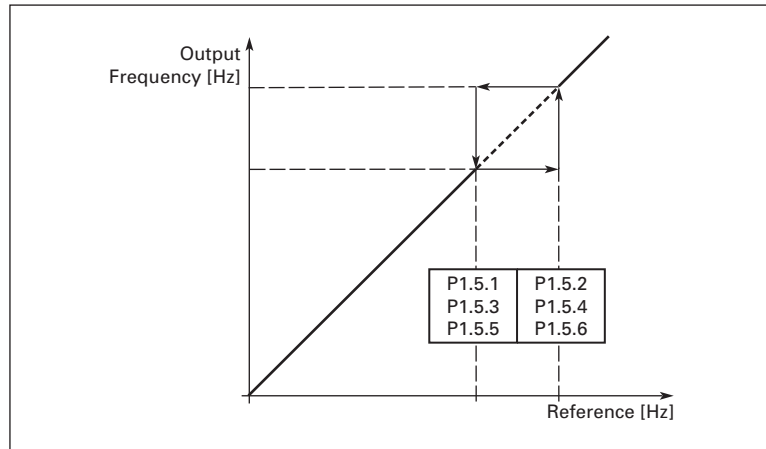 Output
Frequency [Hz]
P1.5.1 P1.5.2
P1.5.3 P1.5.4
P1.5.5 P1.5.6
Reference [Hz]